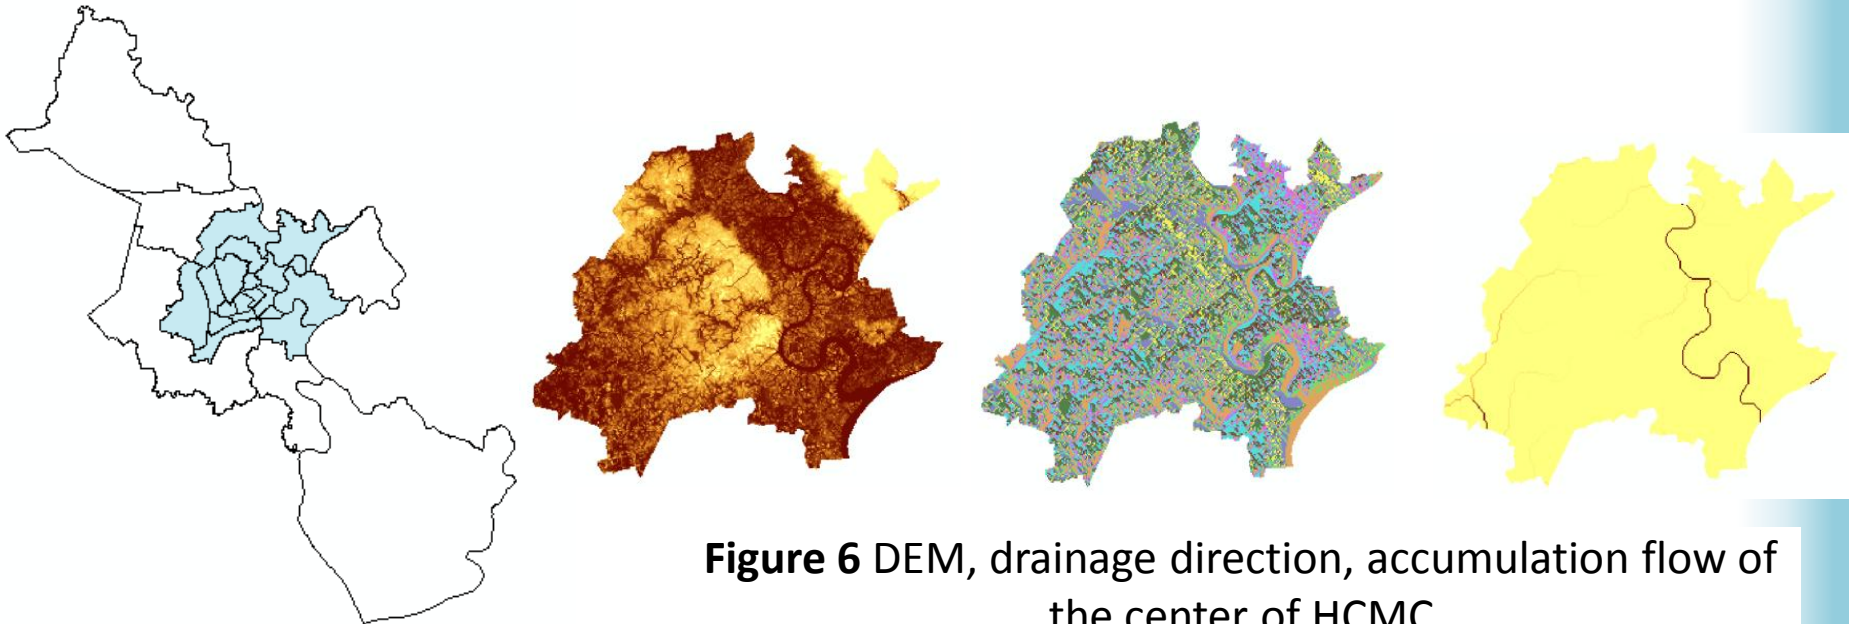 Figure 6 DEM, drainage direction, accumulation flow of
the center of HCMC